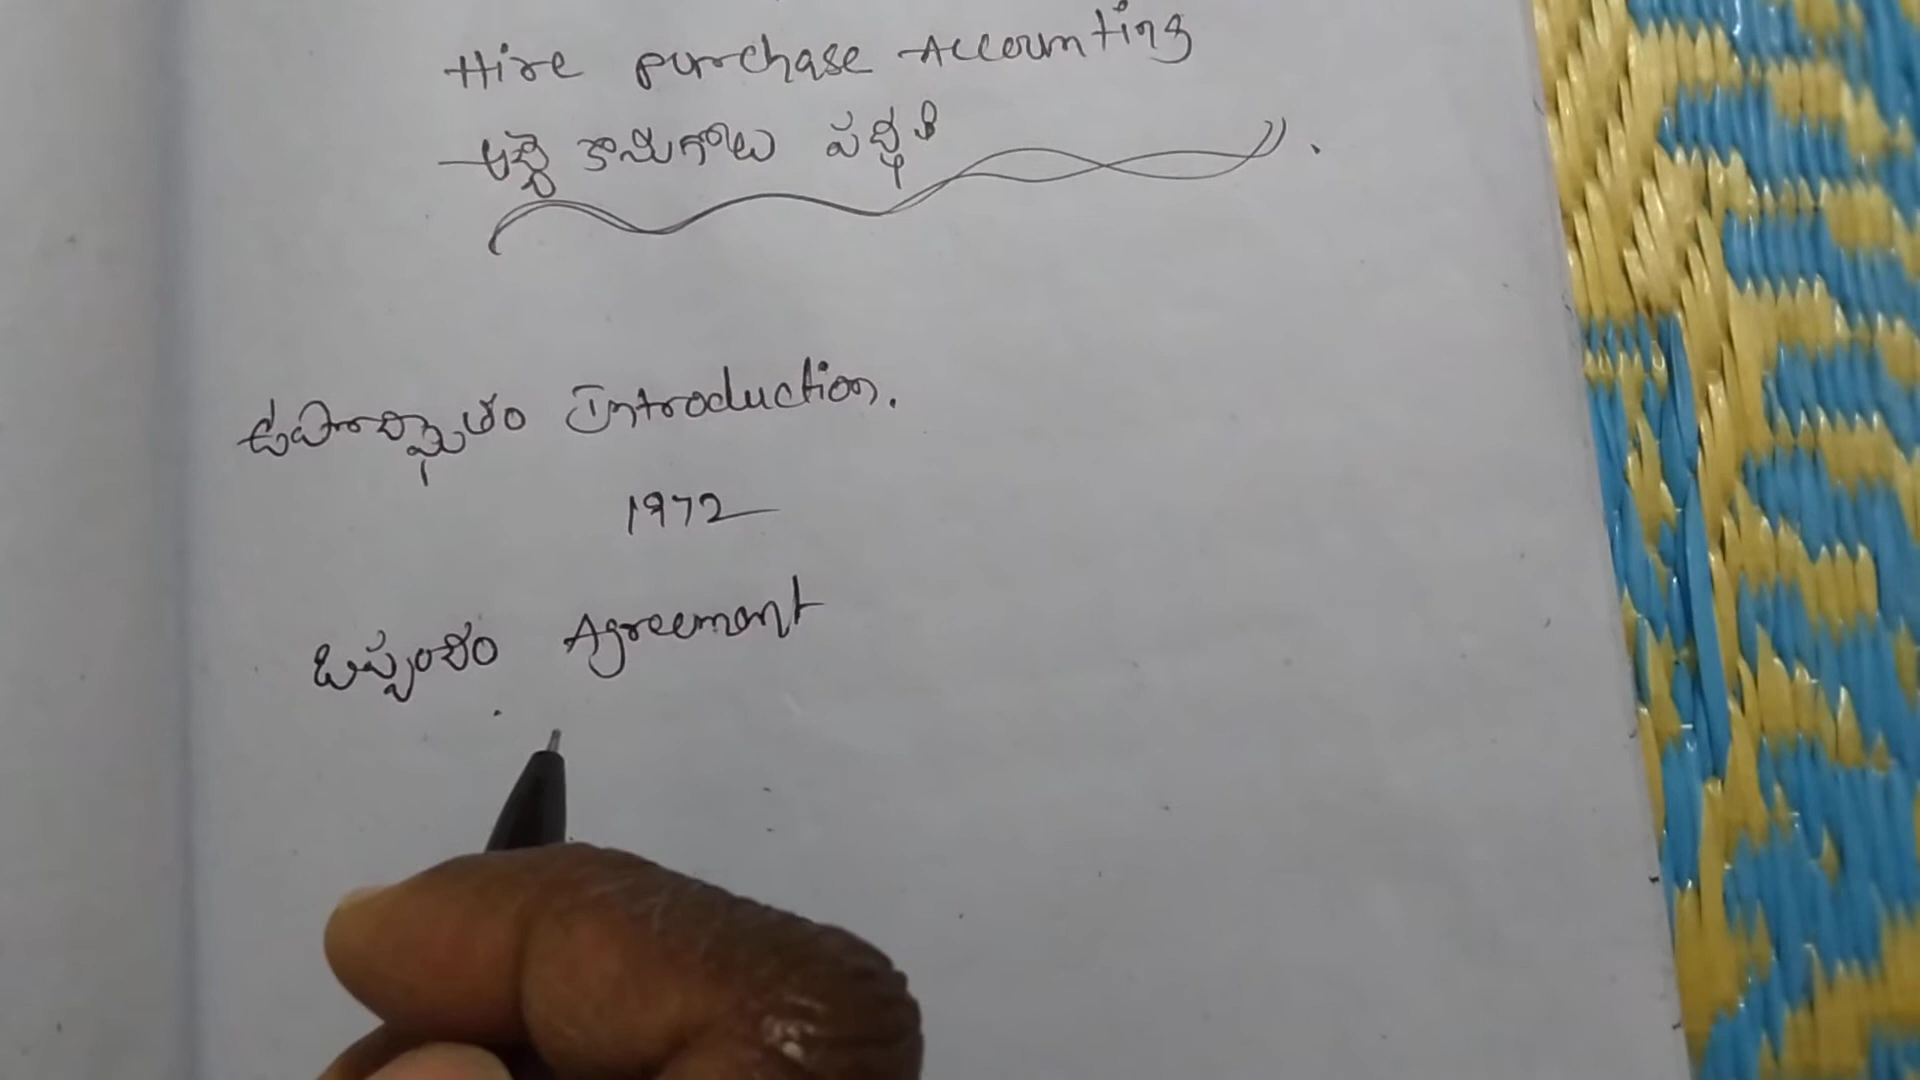 Hire purchase Accounting
అద్దె కొనుగోలు పద్ధతి
ఉపోద్ఘాతం Introduction.
1972
ఒప్పందం Agreement